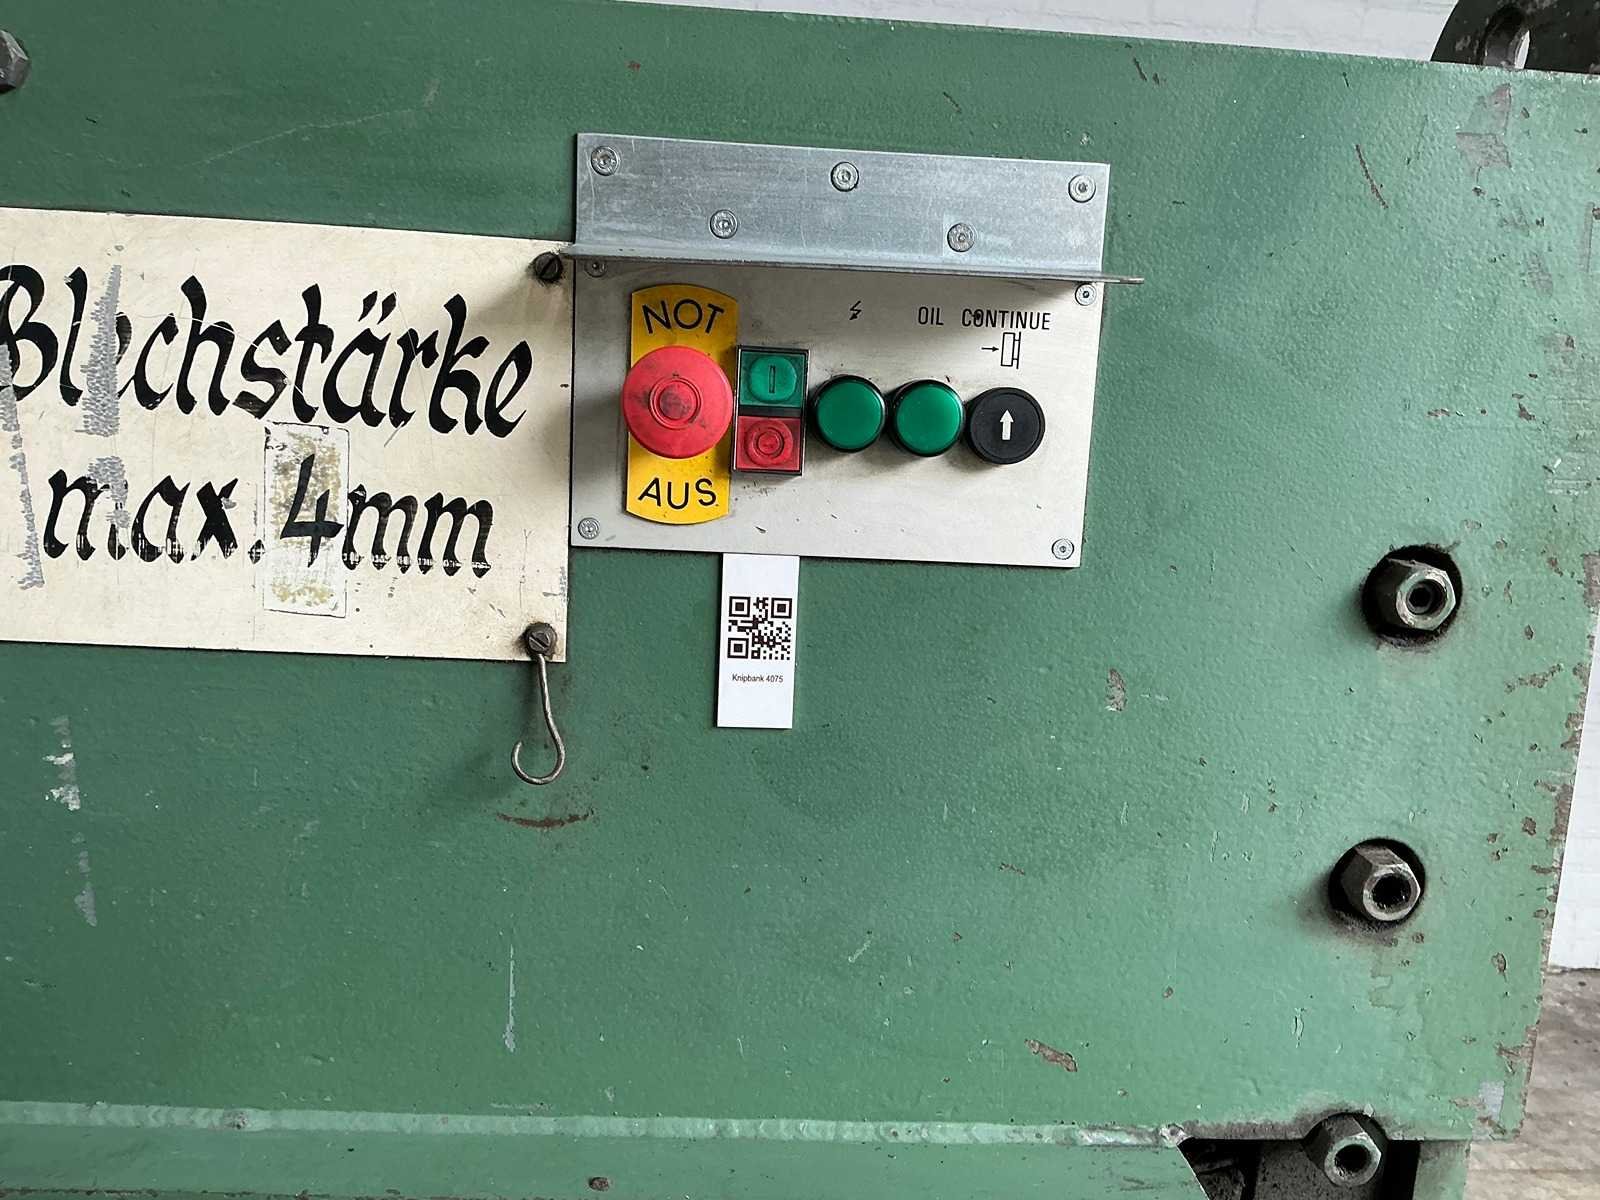 Blechstärke
max. 4mm
NOT
AUS
OIL CONTINUE
Knipbank 4075